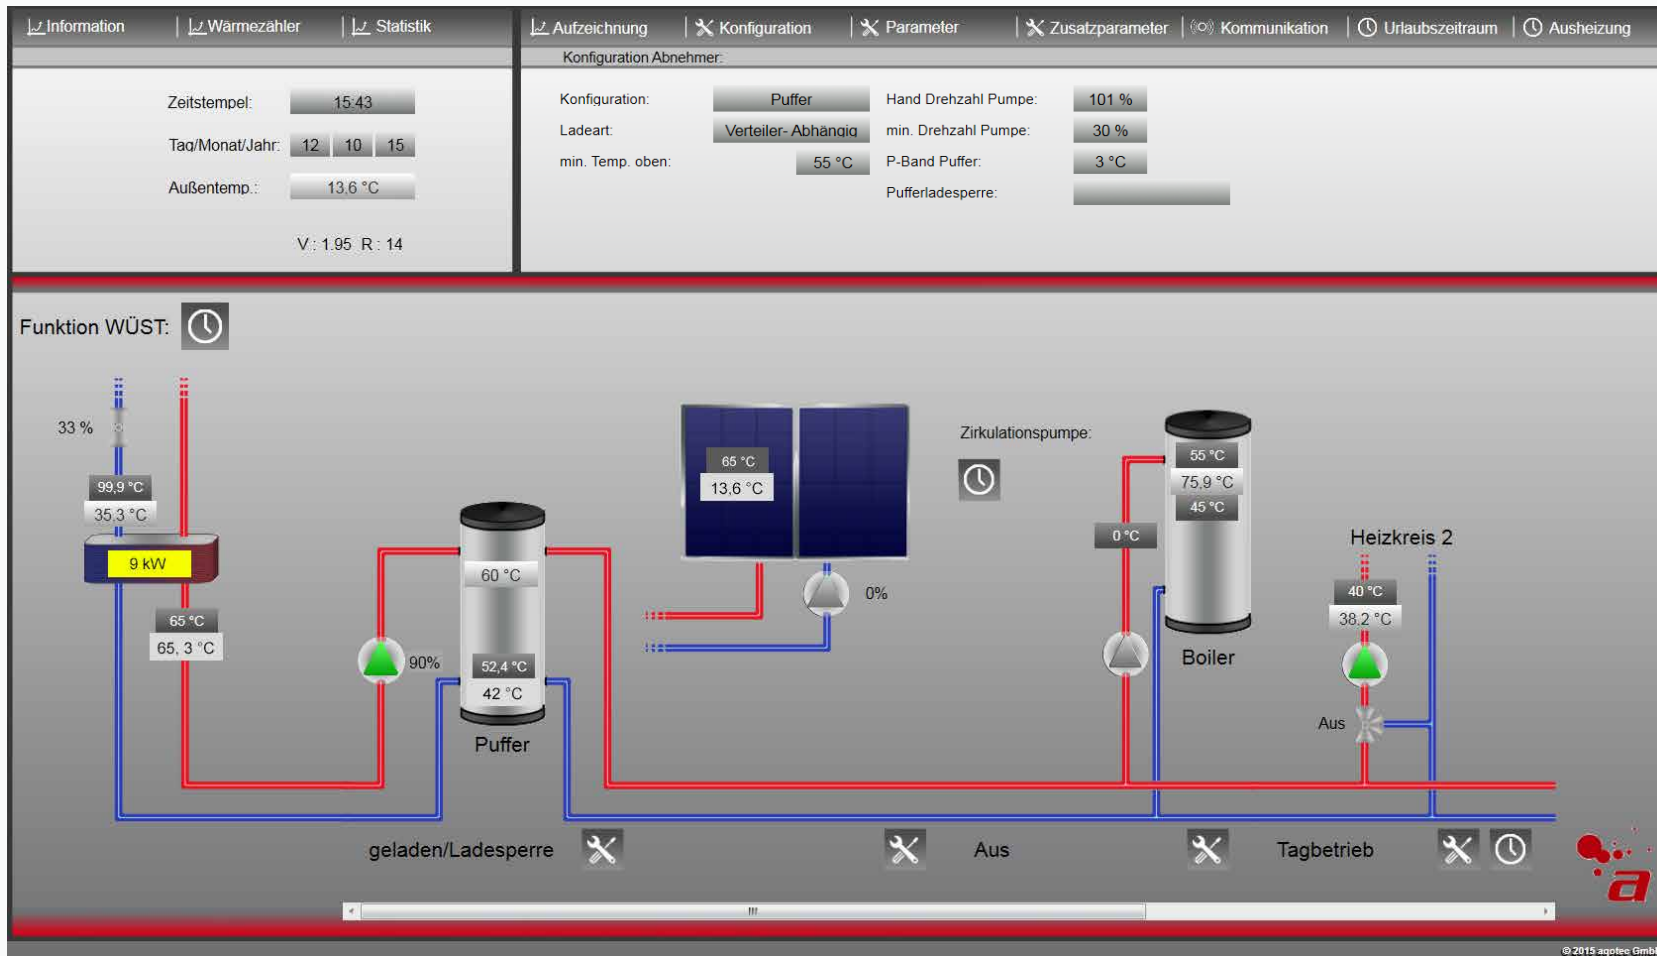 Information Wärmezähler Statistik
Aufzeichnung Konfiguration Parameter Zusatzparameter Kommunikation Urlaubszeitraum Ausheizung
Konfiguration Abnehmer:
Zeitstempel: 15:43
Tag/Monat/Jahr: 12 10 15
Außentemp.: 13,6 °C
V : 1.95 R : 14
Konfiguration: Puffer
Ladeart: Verteiler- Abhängig
min. Temp. oben: 55 °C
Hand Drehzahl Pumpe: 101 %
min. Drehzahl Pumpe: 30 %
P-Band Puffer: 3 °C
Pufferladesperre:
Funktion WÜST:
33 %
99,9 °C
35,3 °C
9 kW
65 °C
65, 3 °C
90%
60 °C
52,4 °C
42 °C
Puffer
65 °C
13,6 °C
0%
Zirkulationspumpe:
0 °C
55 °C
75,9 °C
45 °C
Boiler
Heizkreis 2
40 °C
38,2 °C
Aus
geladen/Ladesperre Aus Tagbetrieb
a
© 2015 aqotec GmbH